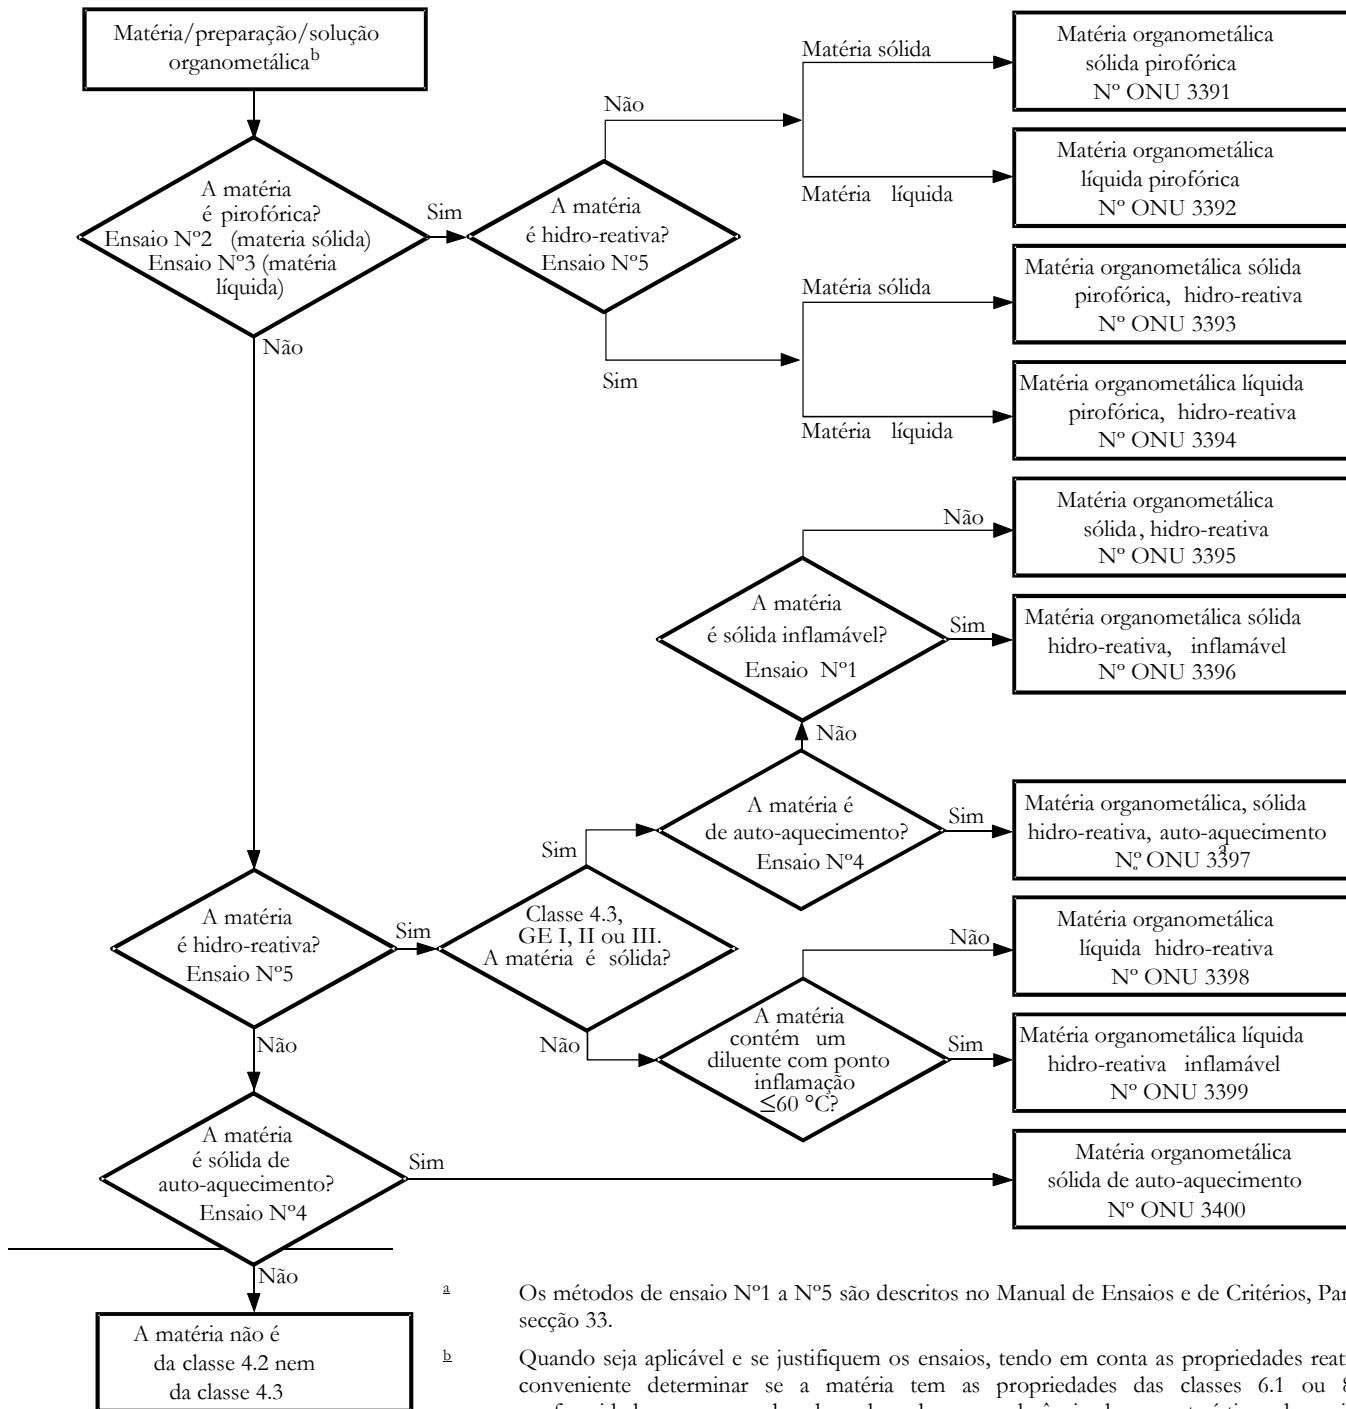 Matéria/preparação/solução
organometálica b
Matéria sólida
Matéria organometálica
sólida pirofórica
Nº ONU 3391
Não
Matéria líquida
Matéria organometálica
líquida pirofórica
Nº ONU 3392
A matéria
é pirofórica?
Ensaio Nº2 (materia sólida)
Ensaio Nº3 (matéria
líquida)
Sim
A matéria
é hidro-reativa?
Ensaio Nº5
Matéria sólida
Matéria organometálica sólida
pirofórica, hidro-reativa
Nº ONU 3393
Não
Sim
Matéria líquida
Matéria organometálica líquida
pirofórica, hidro-reativa
Nº ONU 3394
Não
Matéria organometálica
sólida, hidro-reativa
Nº ONU 3395
A matéria
é sólida inflamável?
Ensaio Nº1
Sim
Matéria organometálica sólida
hidro-reativa, inflamável
Nº ONU 3396
Não
A matéria é
de auto-aquecimento?
Ensaio Nº4
Sim
Matéria organometálica, sólida
hidro-reativa, auto-aquecimento
Nº ONU 3397 a
Sim
A matéria
é hidro-reativa?
Ensaio Nº5
Sim
Classe 4.3,
GE I, II ou III.
A matéria é sólida?
Não
Matéria organometálica
líquida hidro-reativa
Nº ONU 3398
Não
A matéria
contém um
diluente com ponto
inflamação
≤60 °C?
Sim
Matéria organometálica líquida
hidro-reativa inflamável
Nº ONU 3399
Não
A matéria
é sólida de
auto-aquecimento?
Ensaio Nº4
Sim
Matéria organometálica
sólida de auto-aquecimento
Nº ONU 3400
Não
A matéria não é
da classe 4.2 nem
da classe 4.3
a Os métodos de ensaio Nº1 a Nº5 são descritos no Manual de Ensaios e de Critérios,
secção 33.
b Quando seja aplicável e se justifiquem os ensaios, tendo em conta as propriedades
conveniente determinar se a matéria tem as propriedades das classes 6.1 ou